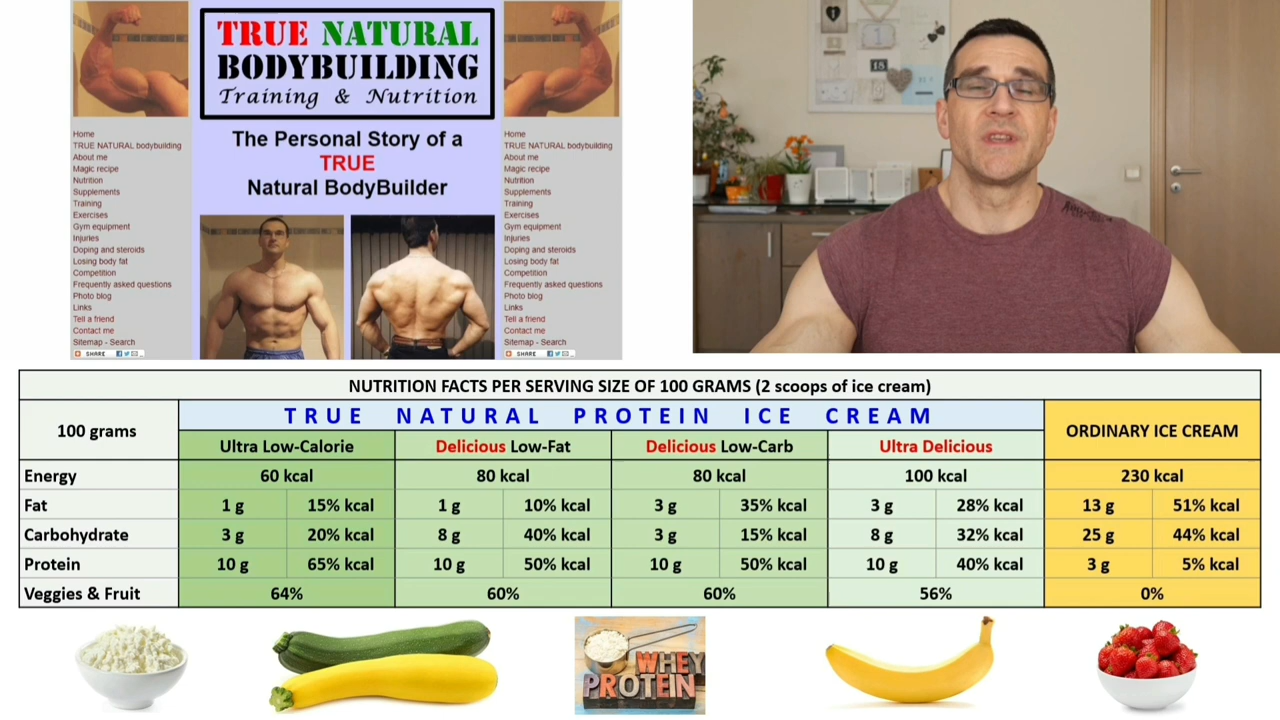 TRUE NATURAL
BODYBUILDING
Training & Nutrition
The Personal Story of a
TRUE
Natural BodyBuilder
Home
TRUE NATURAL bodybuilding
About me
Magic recipe
Nutrition
Supplements
Training
Exercises
Gym equipment
Injuries
Doping and steroids
Losing body fat
Competition
Frequently asked questions
Photo blog
Links
Tell a friend
Contact me
Sitemap - Search
SHARE
Home
TRUE NATURAL bodybuilding
About me
Magic recipe
Nutrition
Supplements
Training
Exercises
Gym equipment
Injuries
Doping and steroids
Losing body fat
Competition
Frequently asked questions
Photo blog
Links
Tell a friend
Contact me
Sitemap - Search
SHARE
18
NUTRITION FACTS PER SERVING SIZE OF 100 GRAMS (2 scoops of ice cream)
100 grams TRUE NATURAL PROTEIN ICE CREAM ORDINARY ICE CREAM
Ultra Low-Calorie Delicious Low-Fat Delicious Low-Carb Ultra Delicious
Energy 60 kcal 80 kcal 80 kcal 100 kcal 230 kcal
Fat 1 g 15% kcal 1 g 10% kcal 3 g 35% kcal 3 g 28% kcal 13 g 51% kcal
Carbohydrate 3 g 20% kcal 8 g 40% kcal 3 g 15% kcal 8 g 32% kcal 25 g 44% kcal
Protein 10 g 65% kcal 10 g 50% kcal 10 g 50% kcal 10 g 40% kcal 3 g 5% kcal
Veggies & Fruit 64% 60% 60% 56% 0%
WHEY
PROTEIN